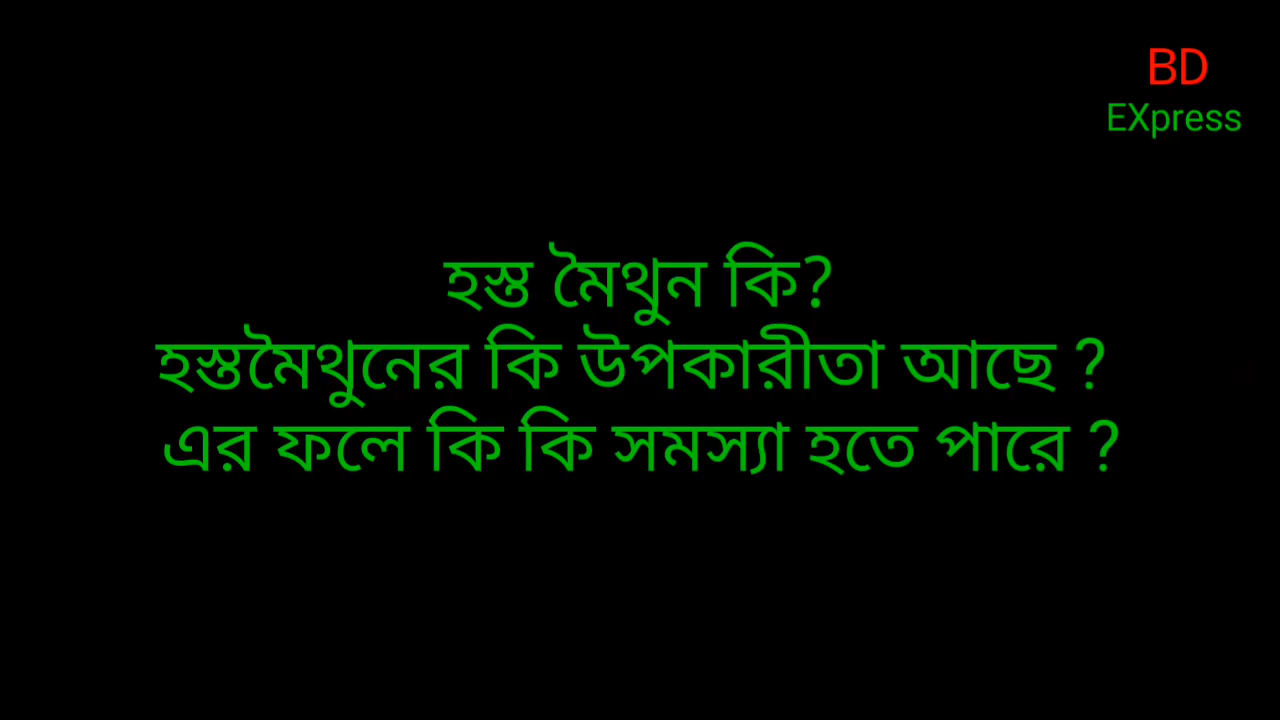 BD
EXpress
হস্ত মৈথুন কি?
হস্তমৈথুনের কি উপকারীতা আছে ?
এর ফলে কি কি সমস্যা হতে পারে ?